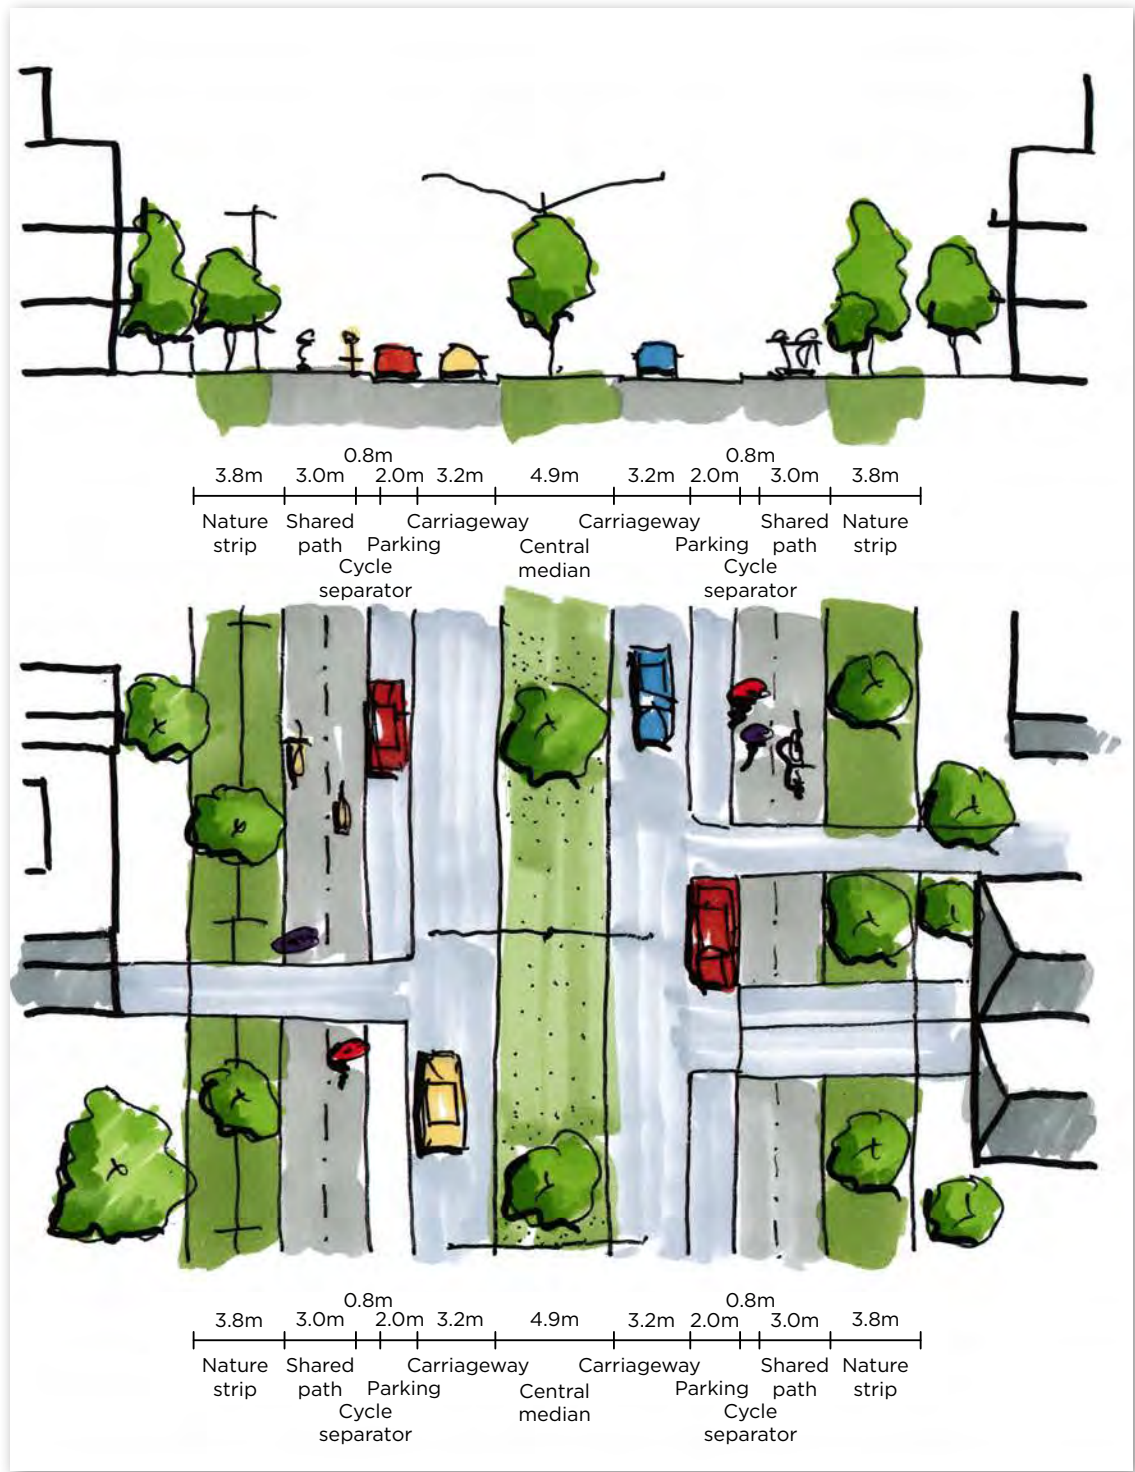 0.8m 0.8m
3.8m 3.0m 2.0m 3.2m 4.9m 3.2m 2.0m 3.0m 3.8m
Nature Shared Carriageway Carriageway Shared Nature
strip path Parking Central Parking path strip
Cycle median Cycle
separator separator
0.8m 0.8m
3.8m 3.0m 2.0m 3.2m 4.9m 3.2m 2.0m 3.0m 3.8m
Nature Shared Carriageway Carriageway Shared Nature
strip path Parking Central Parking path strip
Cycle median Cycle
separator separator